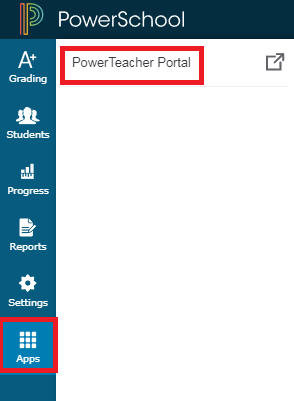 PowerSchool
A+
Grading
PowerTeacher Portal
Students
Progress
Reports
Settings
Apps